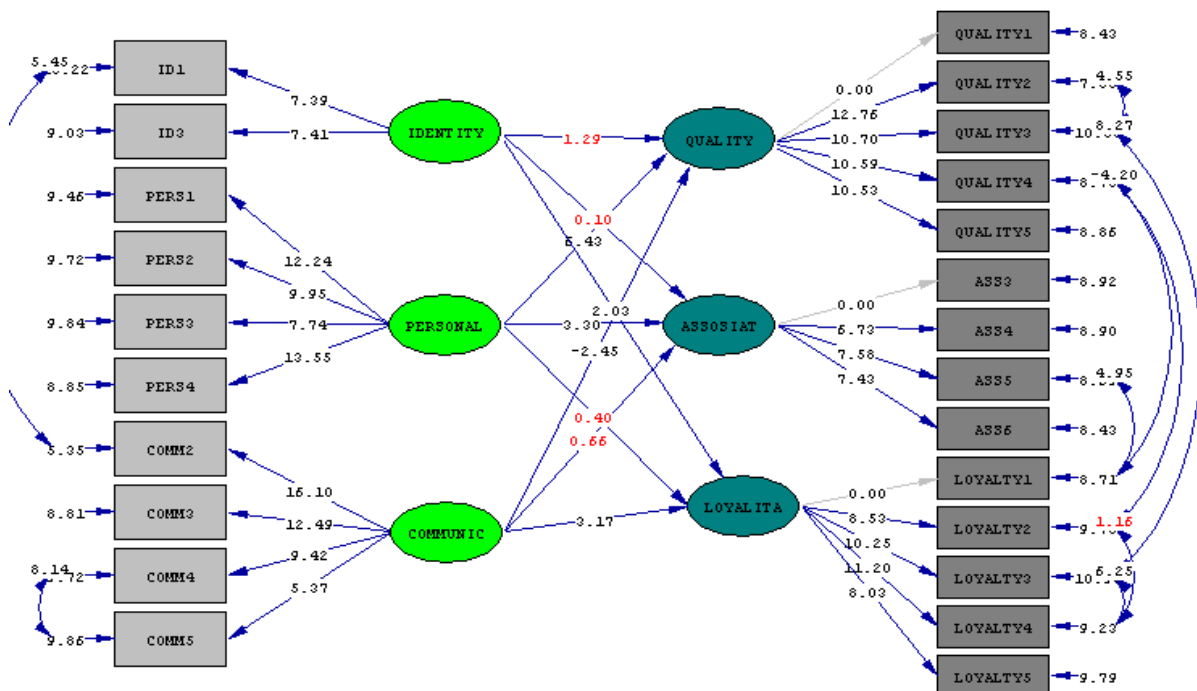 5.45
ID1
9.03
ID3
9.46
PERS1
9.72
PERS2
9.84
PERS3
8.85
PERS4
5.35
COMM2
8.81
COMM3
8.14
COMM4
9.86
COMM5
7.39
7.41
12.24
9.95
7.74
13.55
16.10
12.49
9.42
5.37
IDENTITY
PERSONAL
COMMUNIC
1.29
0.10
6.43
2.03
3.30
-2.45
0.40
0.66
3.17
QUALITY
ASSOSIAT
LOYALITA
0.00
12.76
10.70
10.59
10.53
0.00
6.73
7.58
7.43
0.00
8.53
10.25
11.20
8.03
QUALITY1
8.43
QUALITY2
4.55
QUALITY3
8.27
QUALITY4
-4.20
QUALITY5
8.86
ASS3
8.92
ASS4
8.90
ASS5
4.95
ASS6
8.43
LOYALTY1
8.71
LOYALTY2
1.16
LOYALTY3
6.25
LOYALTY4
9.23
LOYALTY5
9.79